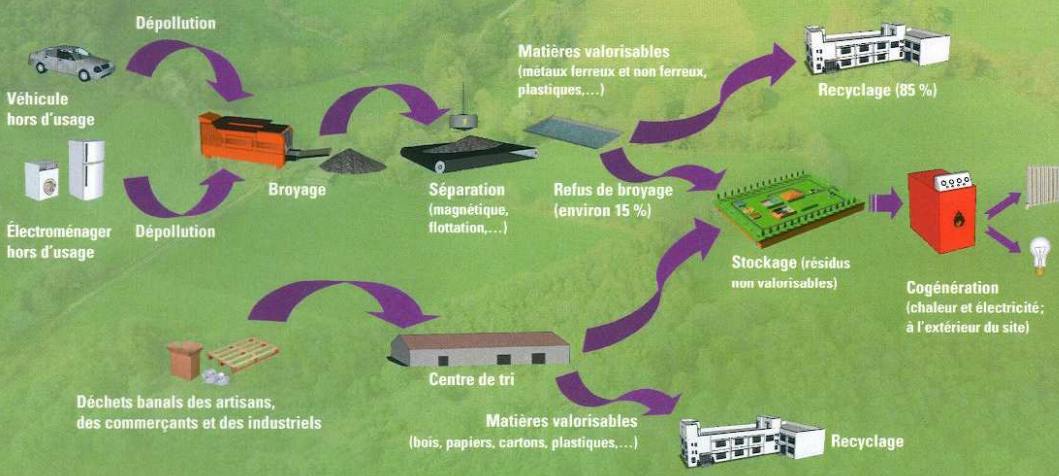 Dépollution
Véhicule
hors d'usage
Électroménager
hors d'usage
Dépollution
Broyage
Séparation
(magnétique,
flottation,...)
Matières valorisables
(métaux ferreux et non ferreux,
plastiques,...)
Recyclage (85 %)
Refus de broyage
(environ 15 %)
Stockage (résidus
non valorisables)
Cogénération
(chaleur et électricité;
à l'extérieur du site)
Déchets banals des artisans,
des commerçants et des industriels
Centre de tri
Matières valorisables
(bois, papiers, cartons, plastiques,...)
Recyclage